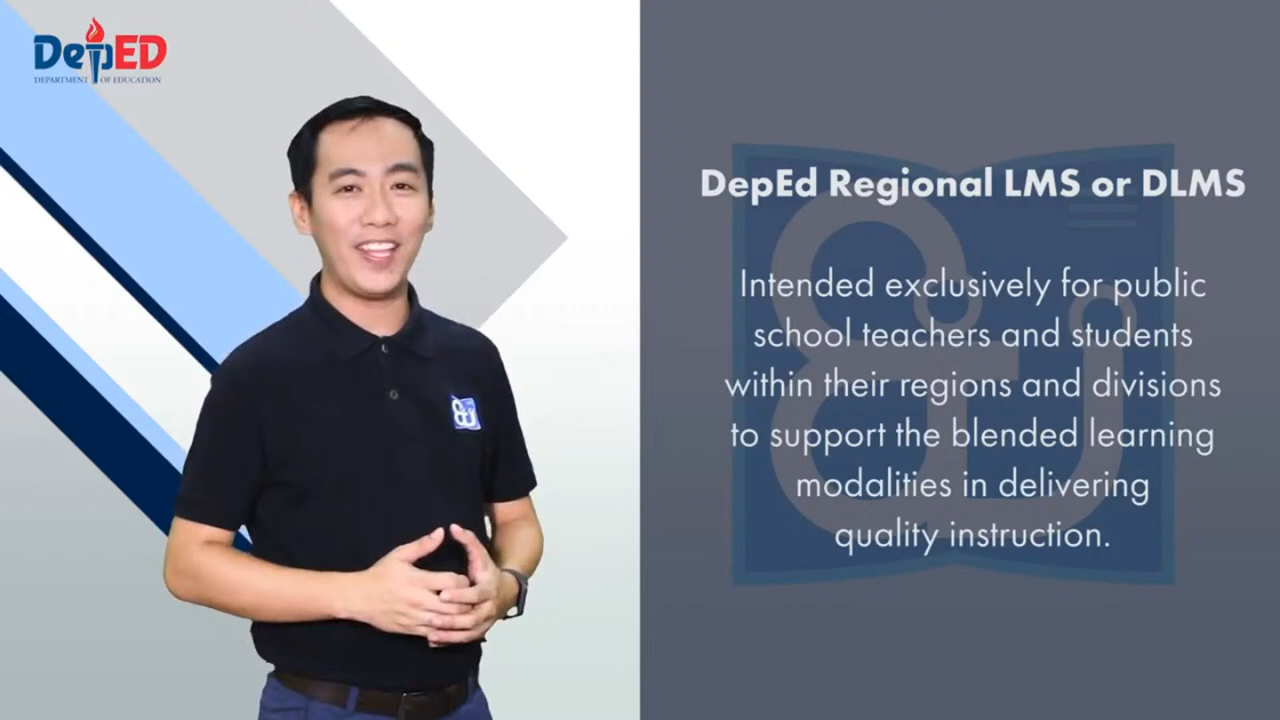 DepED
DEPARTMENT OF EDUCATION
DepEd Regional LMS or DLMS
Intended exclusively for public
school teachers and students
within their regions and divisions
to support the blended learning
modalities in delivering
quality instruction.